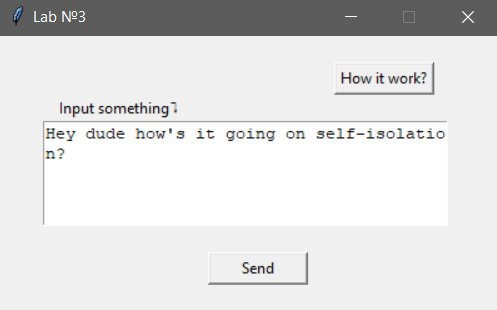 Lab №3
How it work?
Input something⤵
Hey dude how's it going on self-isolatio
n?
Send